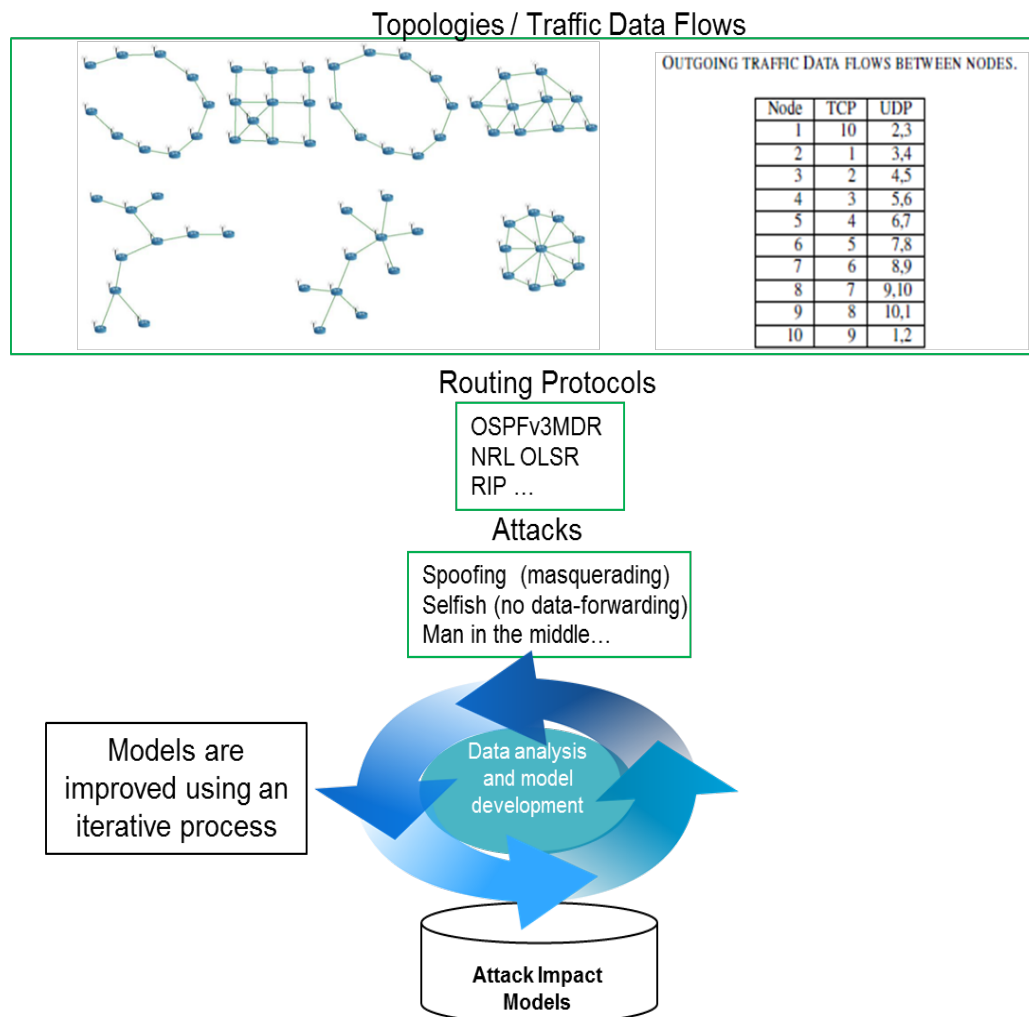 Topologies / Traffic Data Flows
OUTGOING TRAFFIC DATA FLOWS BETWEEN NODES.
Node TCP UDP
1 10 2,3
2 1 3,4
3 2 4,5
4 3 5,6
5 4 6,7
6 5 7,8
7 6 8,9
8 7 9,10
9 8 10,1
10 9 1,2
Routing Protocols
OSPFv3MDR
NRL OLSR
RIP ...
Attacks
Spoofing (masquerading)
Selfish (no data-forwarding)
Man in the middle…
Models are
improved using an
iterative process
Data analysis
and model
development
Attack Impact
Models